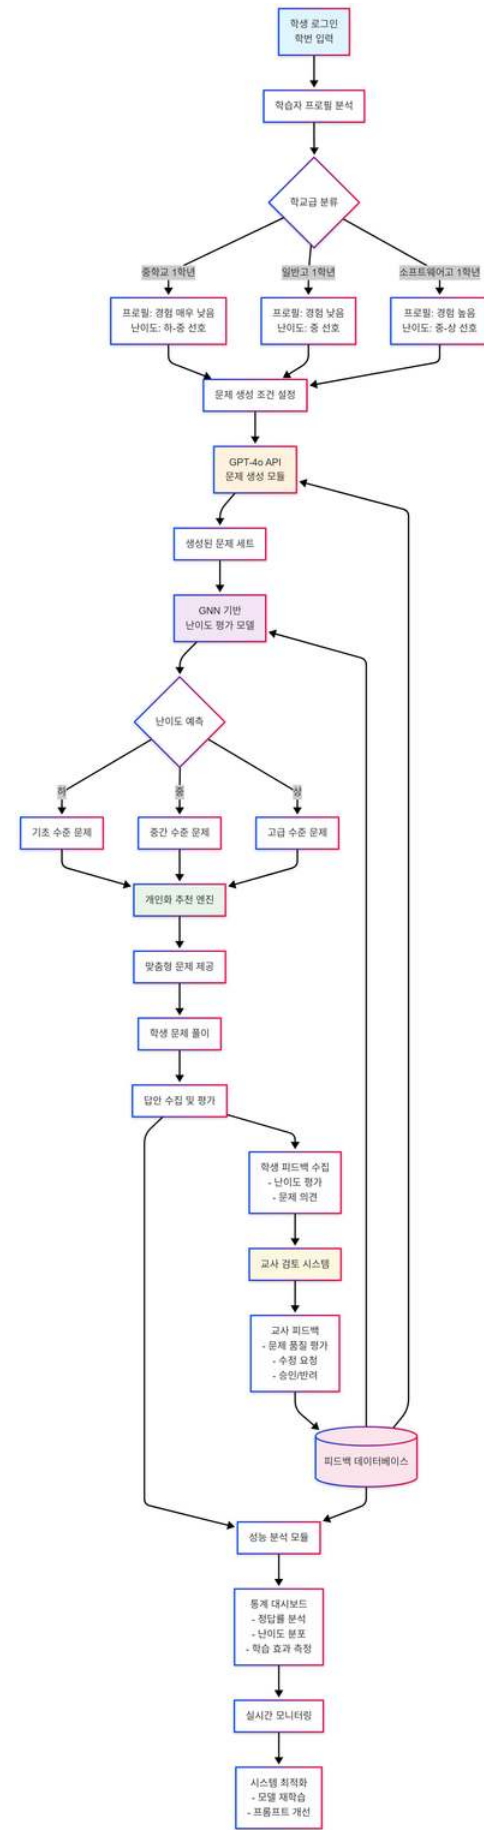 학생 로그인
학번 입력
학습자 프로필 분석
학교급 분류
중학교 1학년
일반고 1학년
소프트웨어고 1학년
프로필: 경험 매우 낮음
난이도: 하-중 선호
프로필: 경험 낮음
난이도: 중 선호
프로필: 경험 높음
난이도: 중-상 선호
문제 생성 조건 설정
GPT-4o API
문제 생성 모듈
생성된 문제 세트
GNN 기반
난이도 평가 모델
난이도 예측
하
중
상
기초 수준 문제
중간 수준 문제
고급 수준 문제
개인화 추천 엔진
맞춤형 문제 제공
학생 문제 풀이
답안 수집 및 평가
학생 피드백 수집
- 난이도 평가
- 문제 의견
교사 검토 시스템
교사 피드백
- 문제 품질 평가
- 수정 요청
- 승인/반려
피드백 데이터베이스
성능 분석 모듈
통계 대시보드
- 정답률 분석
- 난이도 분포
- 학습 효과 측정
실시간 모니터링
시스템 최적화
- 모델 재학습
- 프롬프트 개선